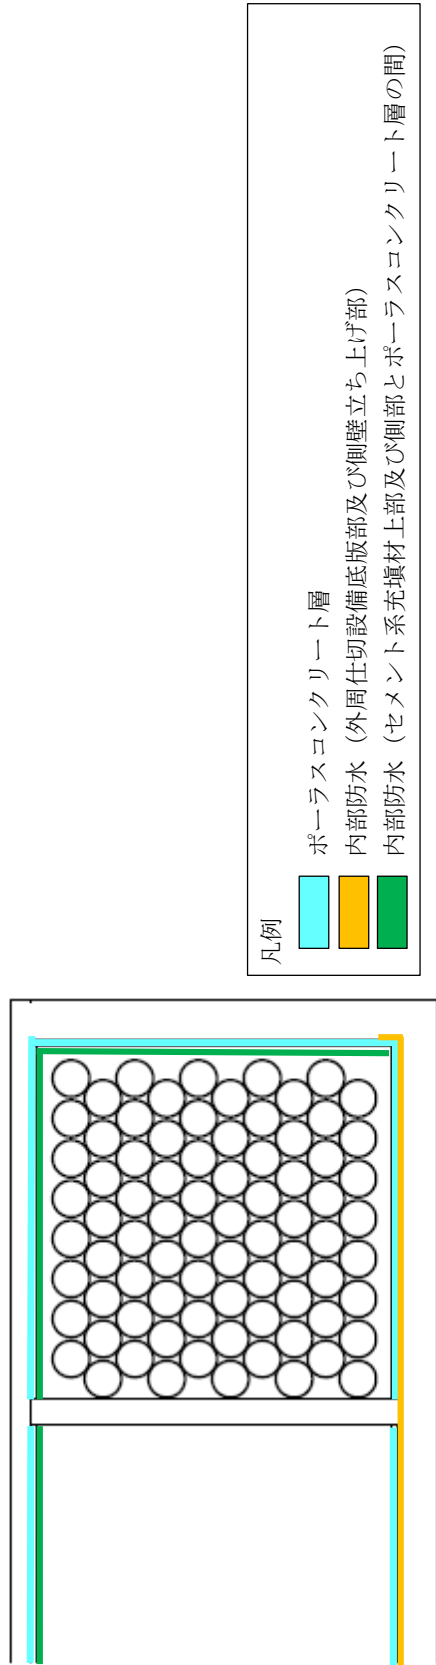 凡例
ポーラスコンクリート層
内部防水（外周仕切設備底版部及び側壁立ち上げ部）
内部防水（セメント系充塡材上部及び側部とポーラスコンクリート層の間）